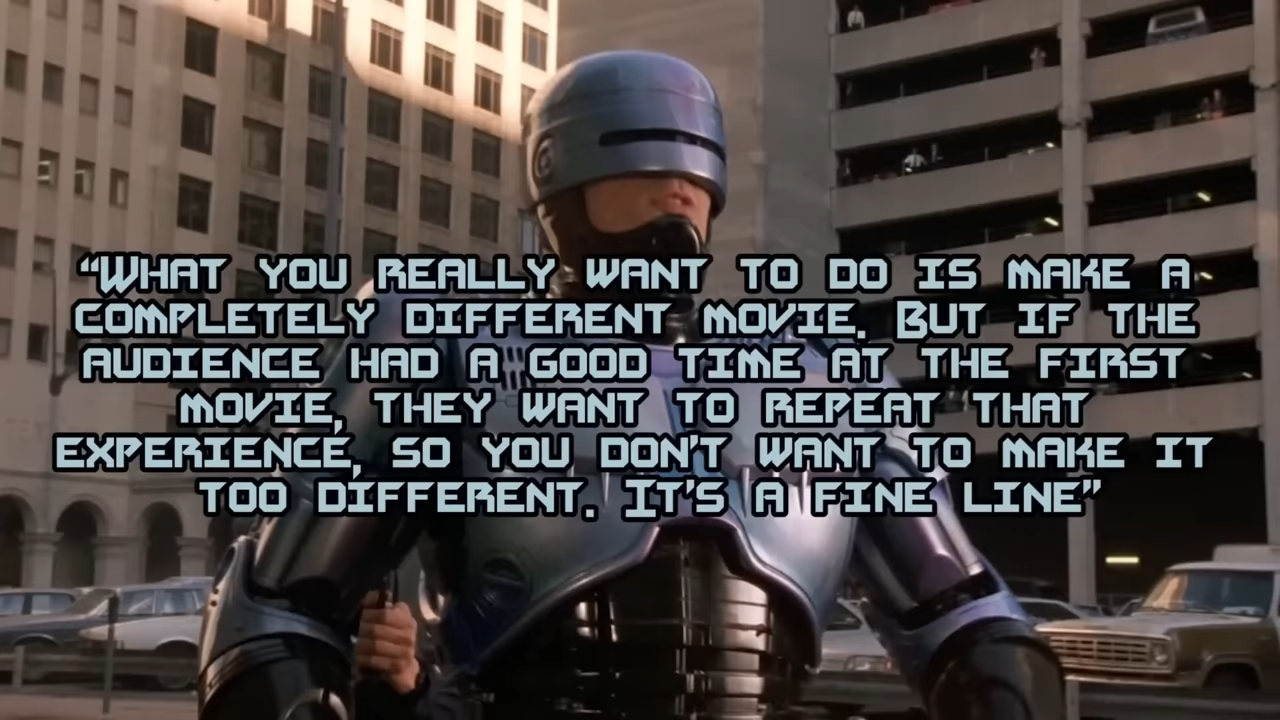 “What you really want to do is make a
completely different movie. But if the
audience had a good time at the first
movie, they want to repeat that
experience, so you don’t want to make it
too different. It’s a fine line”